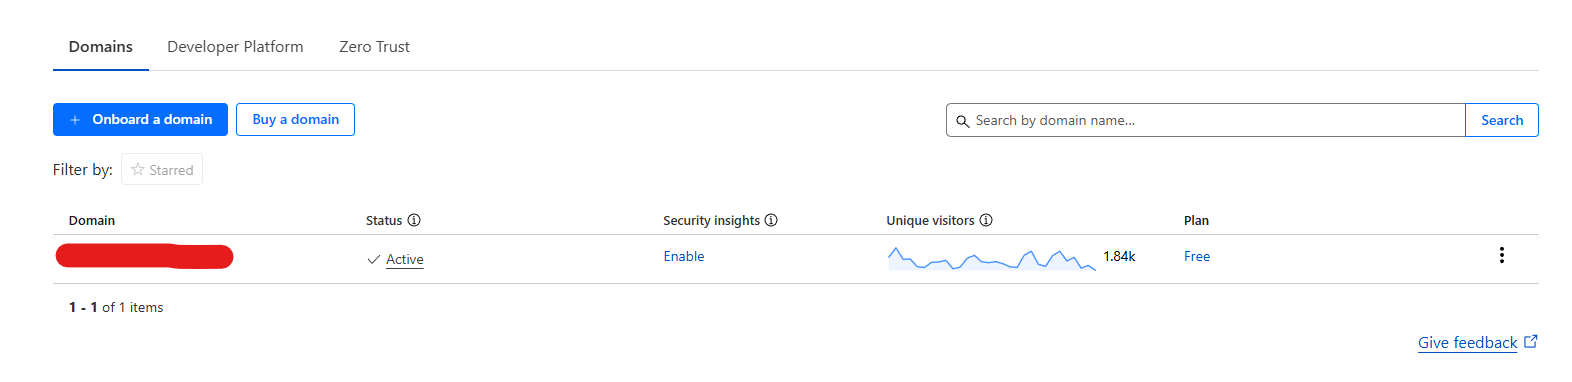 Domains Developer Platform Zero Trust
+ Onboard a domain Buy a domain Search by domain name... Search
Filter by: Starred
Domain Status Security insights Unique visitors Plan
Active Enable 1.84k Free
1 - 1 of 1 items
Give feedback